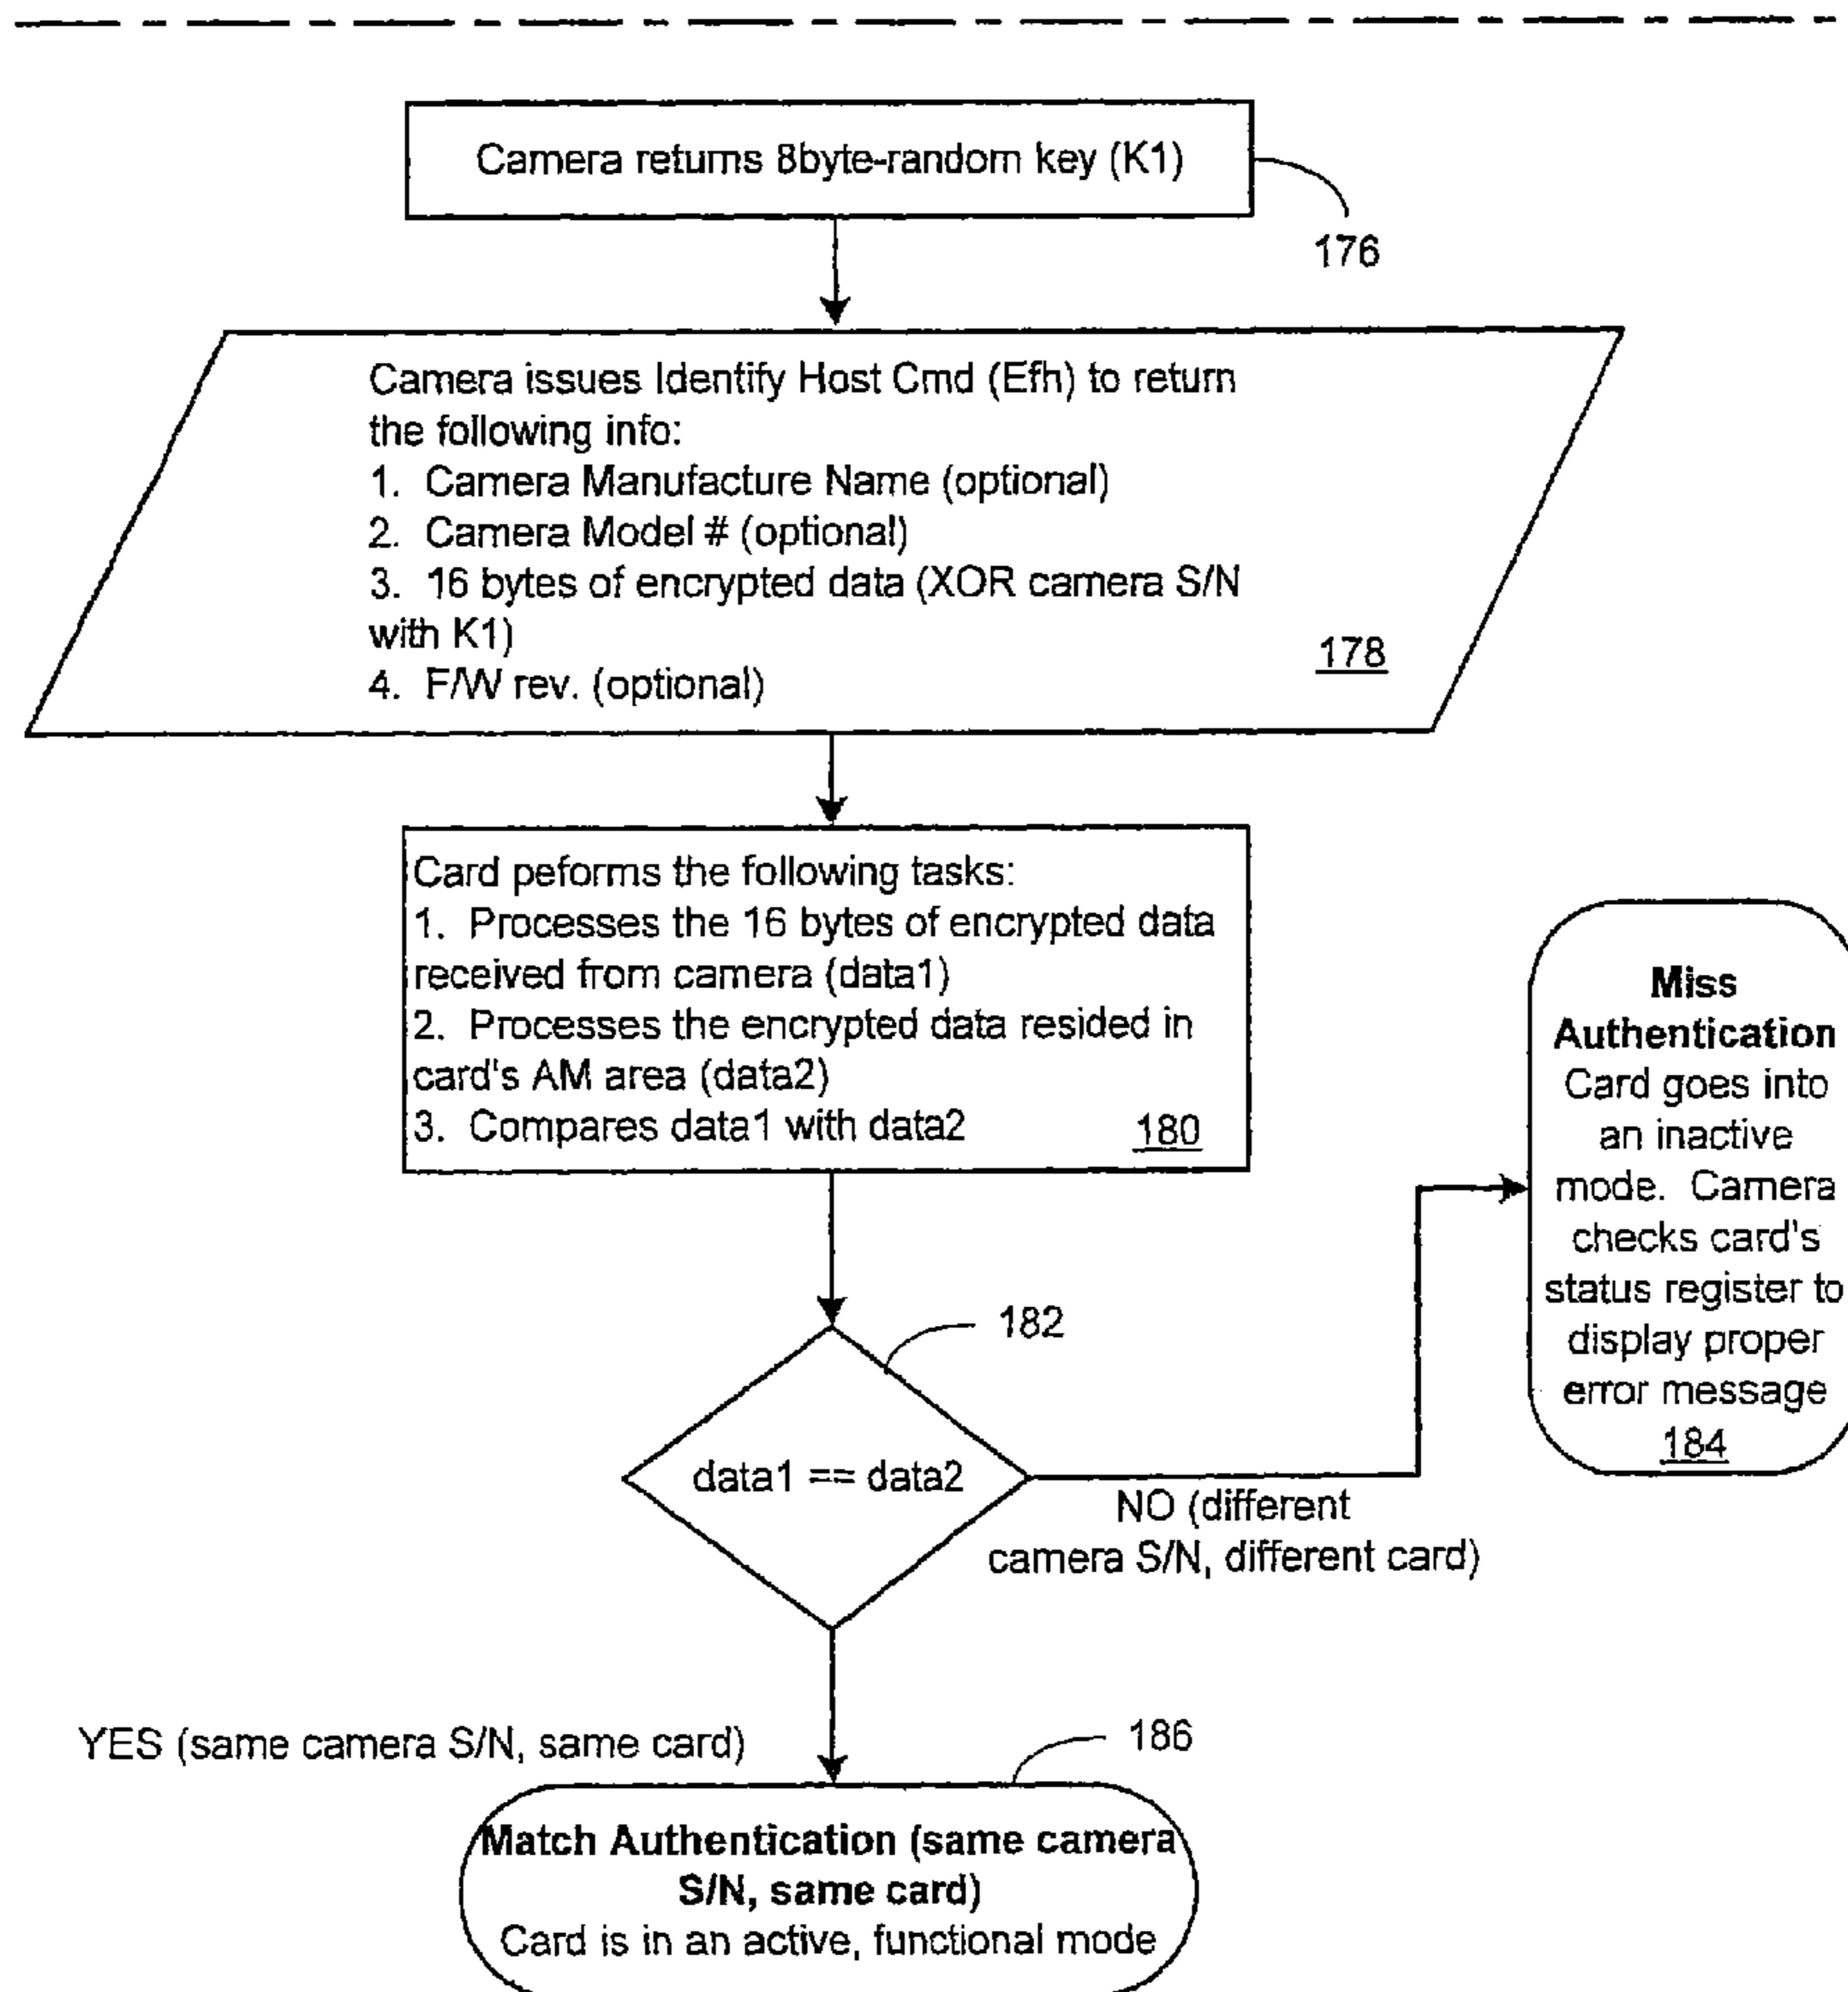 Camera returns 8byte-random key (K1)
176
Camera issues Identify Host Cmd (Efh) to return
the following info:
1. Camera Manufacture Name (optional)
2. Camera Model # (optional)
3. 16 bytes of encrypted data (XOR camera S/N
with K1)
4. F/W rev. (optional)
178
Card peforms the following tasks:
1. Processes the 16 bytes of encrypted data
received from camera (data1)
2. Processes the encrypted data resided in
card's AM area (data2)
3. Compares data1 with data2
180
Miss
Authentication
Card goes into
an inactive
mode. Camera
checks card's
status register to
display proper
error message
184
182
data1 == data2
NO (different
camera S/N, different card)
YES (same camera S/N, same card)
186
Match Authentication (same camera
S/N, same card)
Card is in an active, functional mode